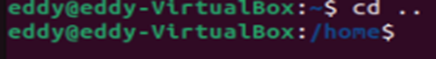 eddy@eddy-VirtualBox:~$ cd ..
eddy@eddy-VirtualBox:/home$